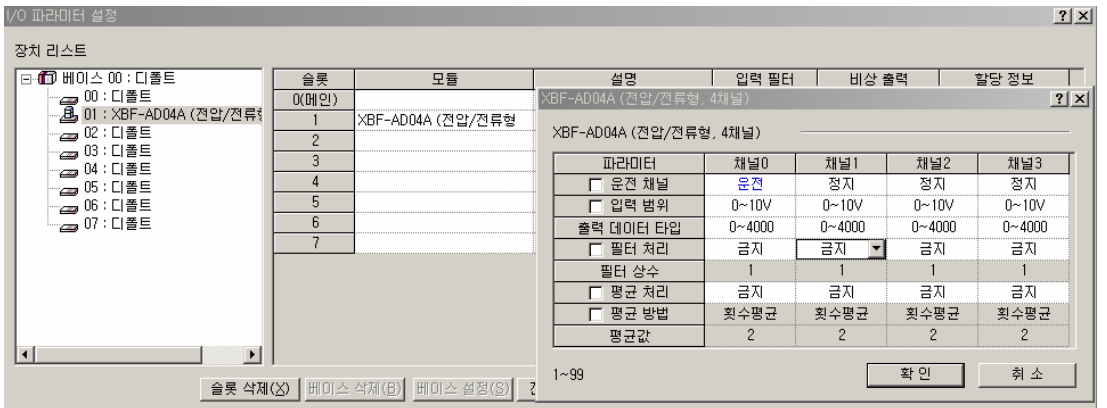 I/O 파라미터 설정
장치 리스트
베이스 00 : 디폴트
00 : 디폴트
01 : XBF-AD04A (전압/전류형
02 : 디폴트
03 : 디폴트
04 : 디폴트
05 : 디폴트
06 : 디폴트
07 : 디폴트
슬롯 모듈 설명 입력 필터 비상 출력 할당 정보
0(메인)
1 XBF-AD04A (전압/전류형
2
3
4
5
6
7
슬롯 삭제(X) 베이스 삭제(B) 베이스 설정(S)
XBF-AD04A (전압/전류형, 4채널)
XBF-AD04A (전압/전류형, 4채널)
파라미터 채널0 채널1 채널2 채널3
운전 채널 운전 정지 정지 정지
입력 범위 0~10V 0~10V 0~10V 0~10V
출력 데이터 타입 0~4000 0~4000 0~4000 0~4000
필터 처리 금지 금지 금지 금지
필터 상수 1 1 1 1
평균 처리 금지 금지 금지 금지
평균 방법 횟수평균 횟수평균 횟수평균 횟수평균
평균값 2 2 2 2
1~99
확 인 취 소